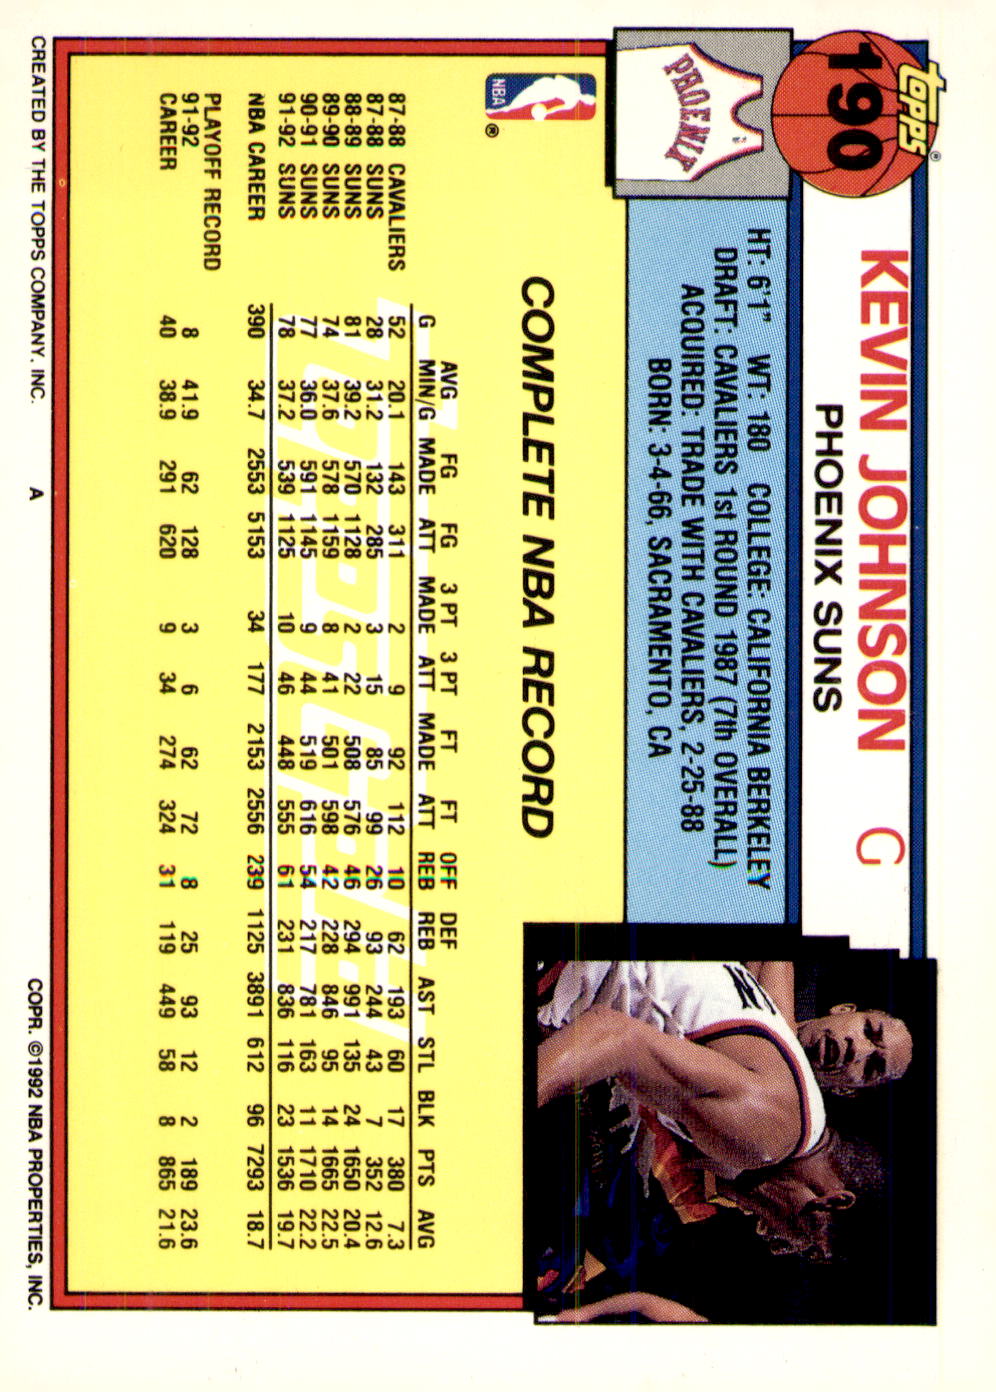 topps®
190
KEVIN JOHNSON G
PHOENIX SUNS
PHOENIX
HT: 6'1" WT: 180 COLLEGE: CALIFORNIA BERKELEY
DRAFT: CAVALIERS 1st ROUND 1987 (7th OVERALL)
ACQUIRED: TRADE WITH CAVALIERS, 2-25-88
BORN: 3-4-66, SACRAMENTO, CA
NBA ®
COMPLETE NBA RECORD
AVG FG FG 3 PT 3 PT FT FT OFF DEF
G MIN/G MADE ATT MADE ATT MADE ATT REB REB AST STL BLK PTS AVG
87-88 CAVALIERS 52 20.1 143 311 2 9 92 112 10 62 193 60 17 380 7.3
87-88 SUNS 28 31.2 132 285 3 15 85 99 26 93 244 43 7 352 12.6
88-89 SUNS 81 39.2 570 1128 2 22 508 576 46 294 991 135 24 1650 20.4
89-90 SUNS 74 37.6 578 1159 8 41 501 598 42 228 846 95 14 1665 22.5
90-91 SUNS 77 36.0 591 1145 9 44 519 616 54 217 781 163 11 1710 22.2
91-92 SUNS 78 37.2 539 1125 10 46 448 555 61 231 836 116 23 1536 19.7
NBA CAREER 390 34.7 2553 5153 34 177 2153 2556 239 1125 3891 612 96 7293 18.7
PLAYOFF RECORD
91-92 8 41.9 62 128 3 6 62 72 8 25 93 12 2 189 23.6
CAREER 40 38.9 291 620 9 34 274 324 31 119 449 58 8 865 21.6
CREATED BY THE TOPPS COMPANY, INC. A COPR. ©1992 NBA PROPERTIES, INC.